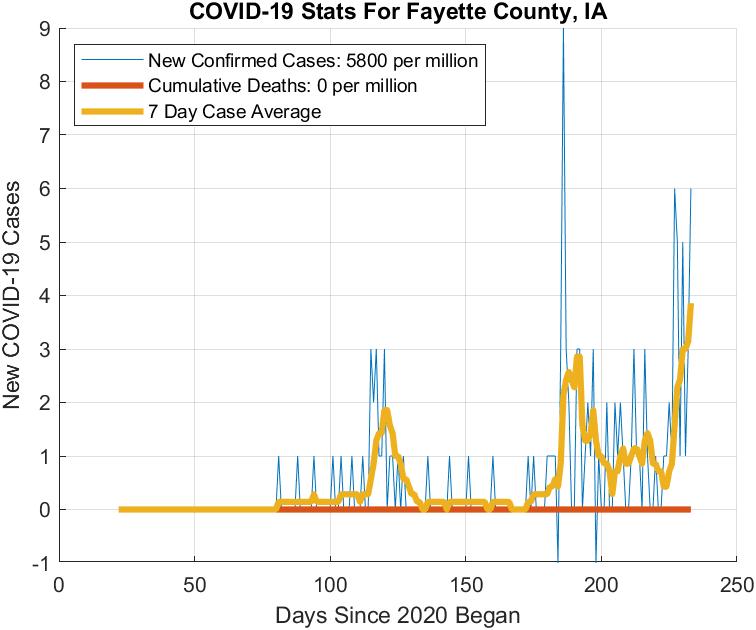 COVID-19 Stats For Fayette County, IA
New Confirmed Cases: 5800 per million
Cumulative Deaths: 0 per million
7 Day Case Average
New COVID-19 Cases
9
8
7
6
5
4
3
2
1
0
-1
0 50 100 150 200 250
Days Since 2020 Began